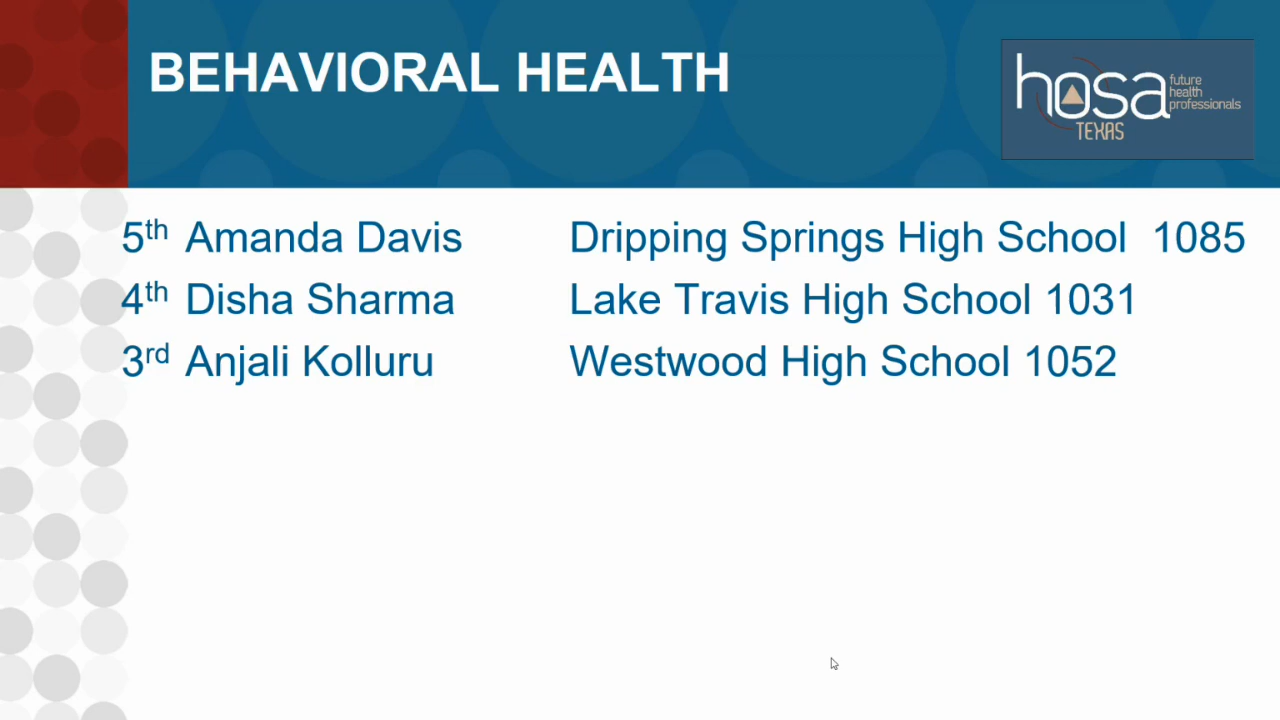 BEHAVIORAL HEALTH
hosa future health professionals
TEXAS
5th Amanda Davis Dripping Springs High School 1085
4th Disha Sharma Lake Travis High School 1031
3rd Anjali Kolluru Westwood High School 1052